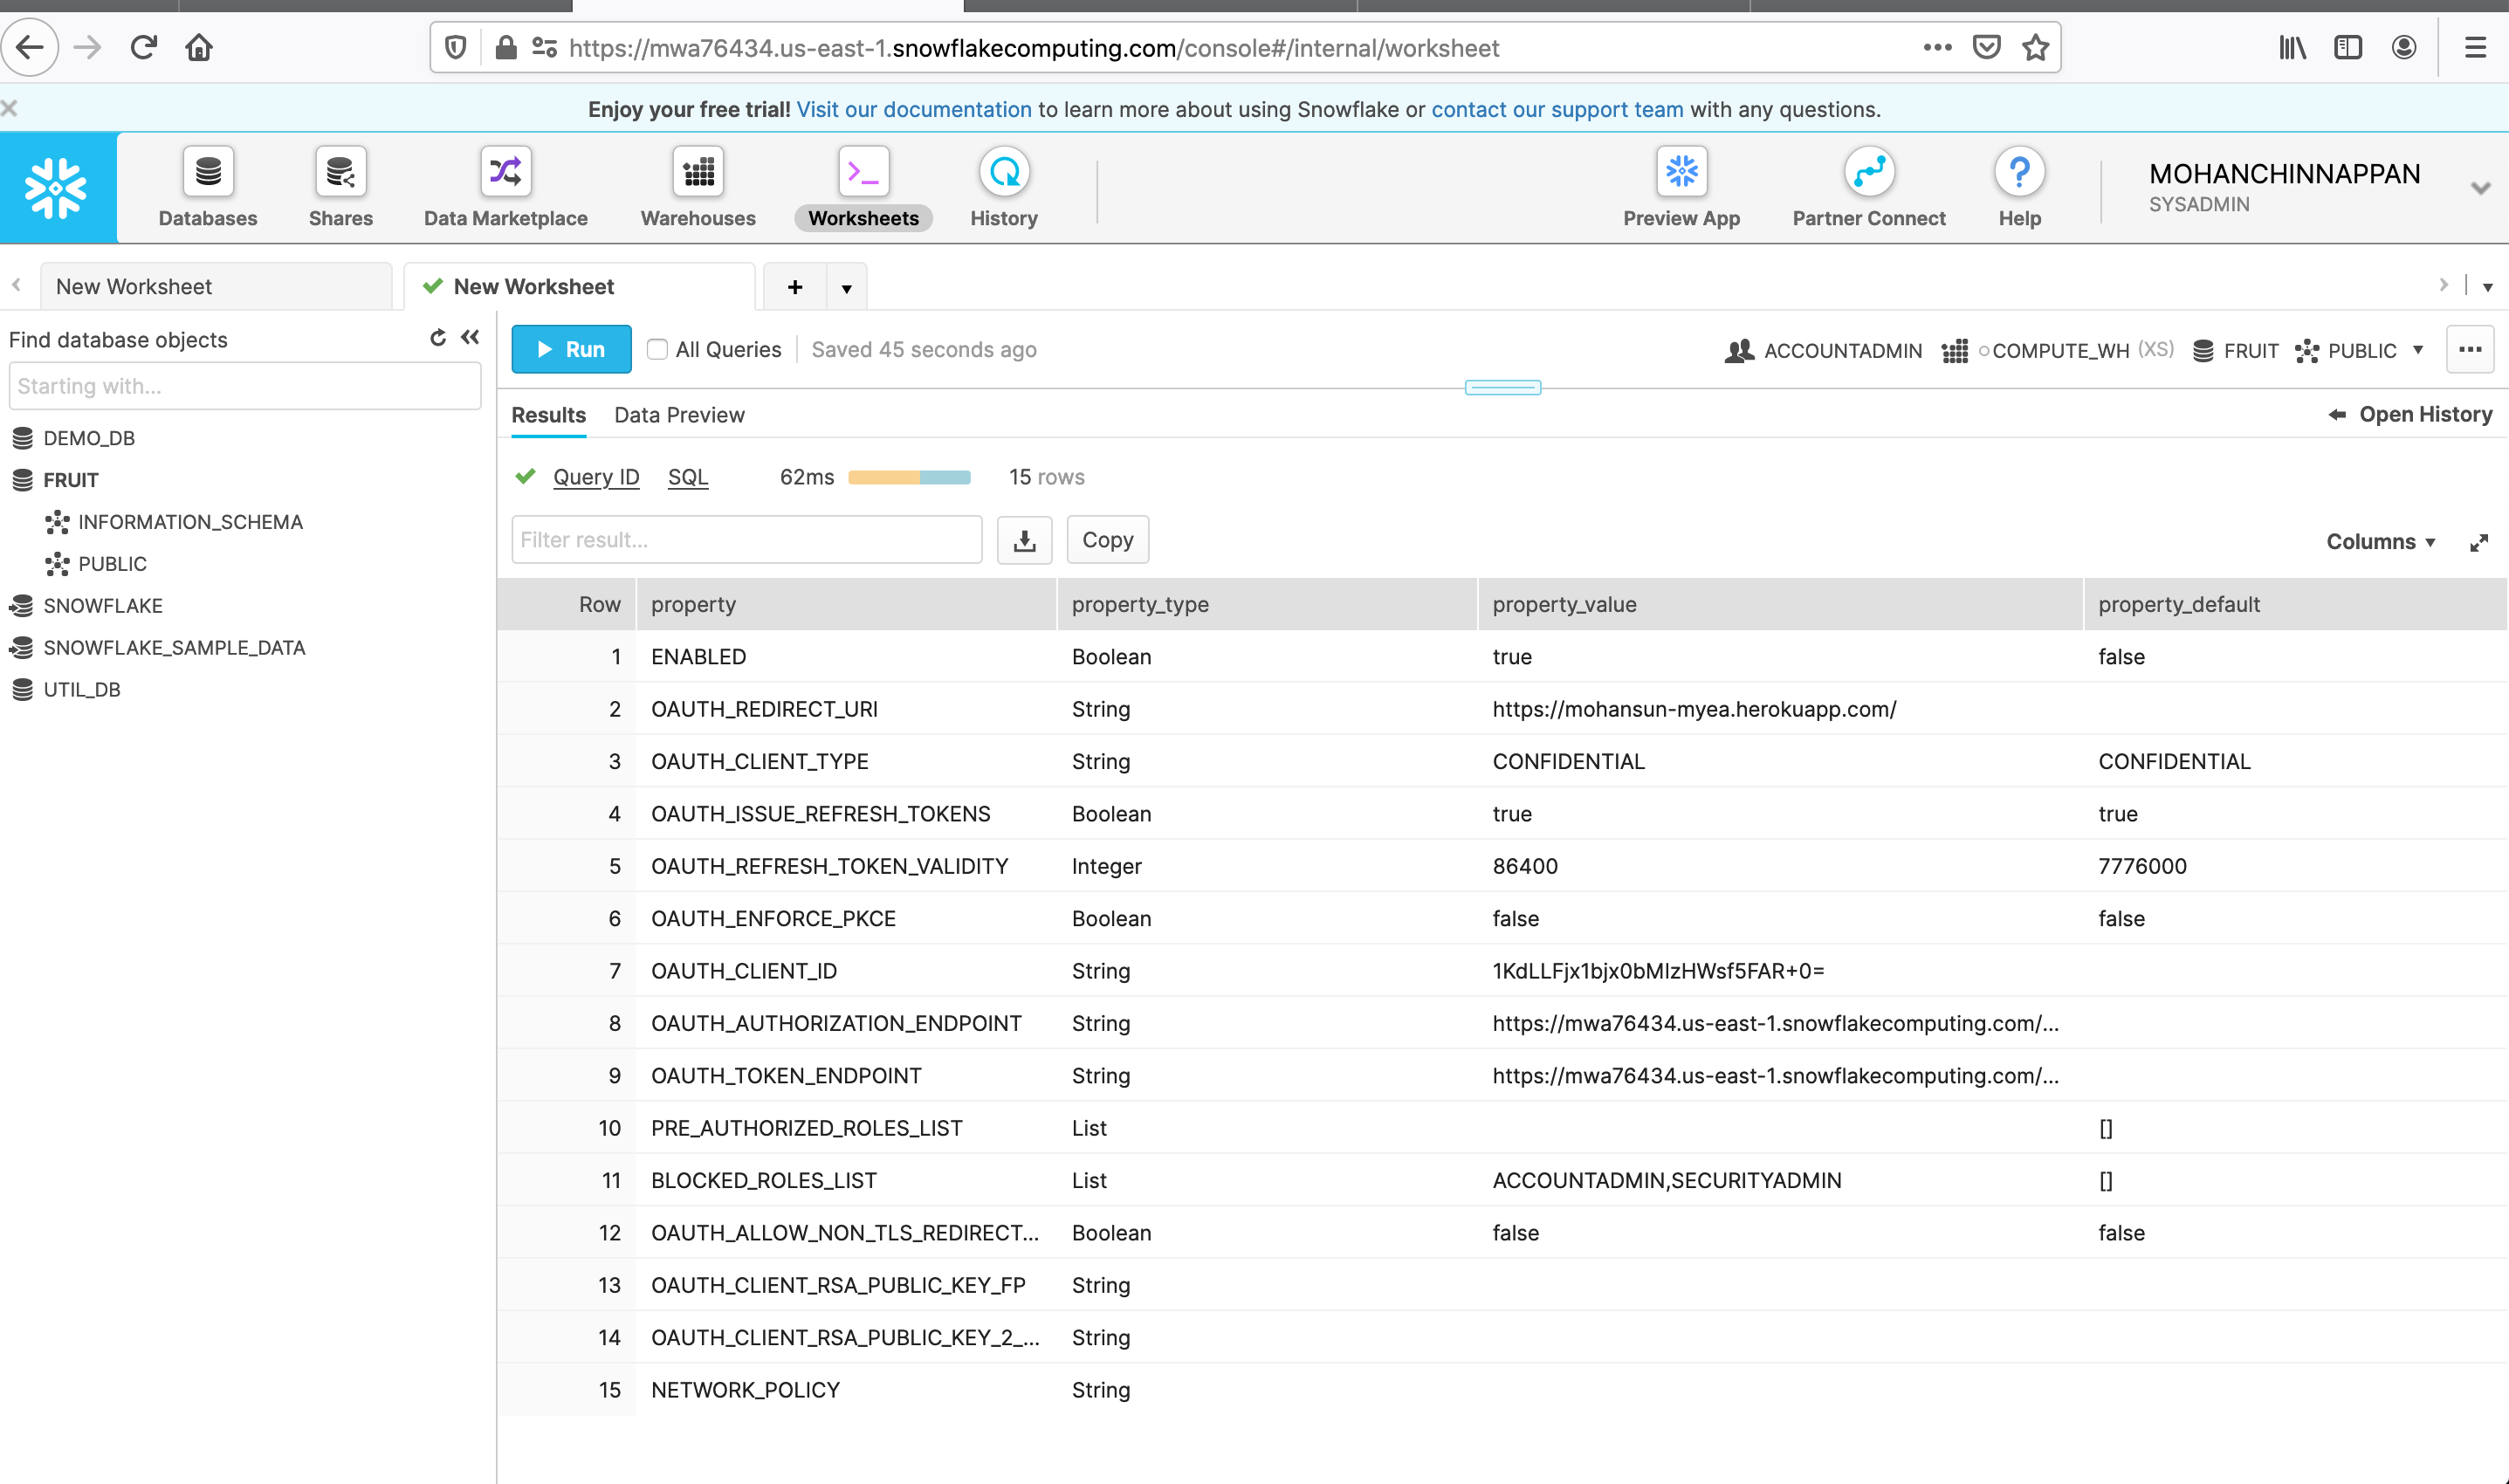 https://mwa76434.us-east-1.snowflakecomputing.com/console#/internal/worksheet
Enjoy your free trial! Visit our documentation to learn more about using Snowflake or contact our support team with any questions.
Databases
Shares
Data Marketplace
Warehouses
Worksheets
History
Preview App
Partner Connect
Help
MOHANCHINNAPPAN
SYSADMIN
New Worksheet
New Worksheet
Find database objects
Starting with...
DEMO_DB
FRUIT
INFORMATION_SCHEMA
PUBLIC
SNOWFLAKE
SNOWFLAKE_SAMPLE_DATA
UTIL_DB
Run All Queries Saved 45 seconds ago
ACCOUNTADMIN COMPUTE_WH (XS) FRUIT PUBLIC
Results Data Preview Open History
Query ID SQL 62ms 15 rows
Filter result... Copy Columns
Row property property_type property_value property_default
1 ENABLED Boolean true false
2 OAUTH_REDIRECT_URI String https://mohansun-myea.herokuapp.com/
3 OAUTH_CLIENT_TYPE String CONFIDENTIAL CONFIDENTIAL
4 OAUTH_ISSUE_REFRESH_TOKENS Boolean true true
5 OAUTH_REFRESH_TOKEN_VALIDITY Integer 86400 7776000
6 OAUTH_ENFORCE_PKCE Boolean false false
7 OAUTH_CLIENT_ID String 1KdLLFjx1bjx0bMIzHWsf5FAR+0=
8 OAUTH_AUTHORIZATION_ENDPOINT String https://mwa76434.us-east-1.snowflakecomputing.com/...
9 OAUTH_TOKEN_ENDPOINT String https://mwa76434.us-east-1.snowflakecomputing.com/...
10 PRE_AUTHORIZED_ROLES_LIST List []
11 BLOCKED_ROLES_LIST List ACCOUNTADMIN,SECURITYADMIN []
12 OAUTH_ALLOW_NON_TLS_REDIRECT... Boolean false false
13 OAUTH_CLIENT_RSA_PUBLIC_KEY_FP String
14 OAUTH_CLIENT_RSA_PUBLIC_KEY_2_... String
15 NETWORK_POLICY String